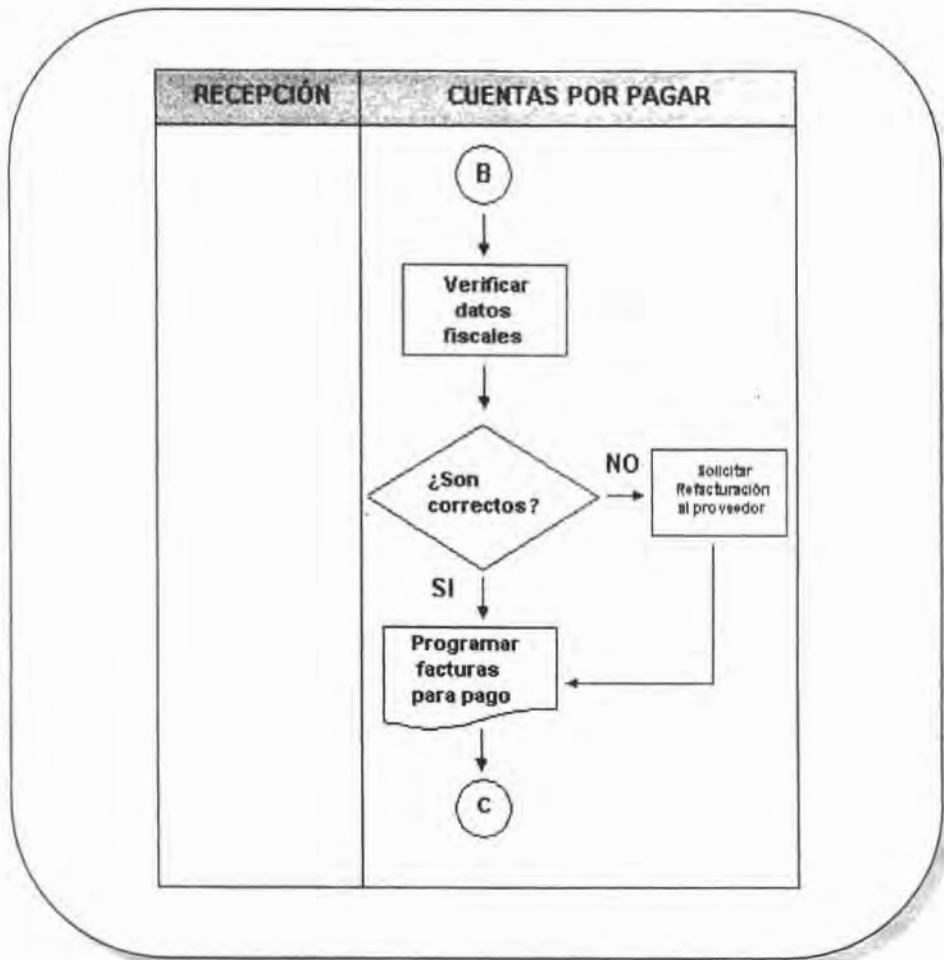 RECEPCIÓN
CUENTAS POR PAGAR
B
Verificar
datos
fiscales
¿Son
correctos?
NO
Solicitar
Refacturación
al proveedor
SI
Programar
facturas
para pago
C